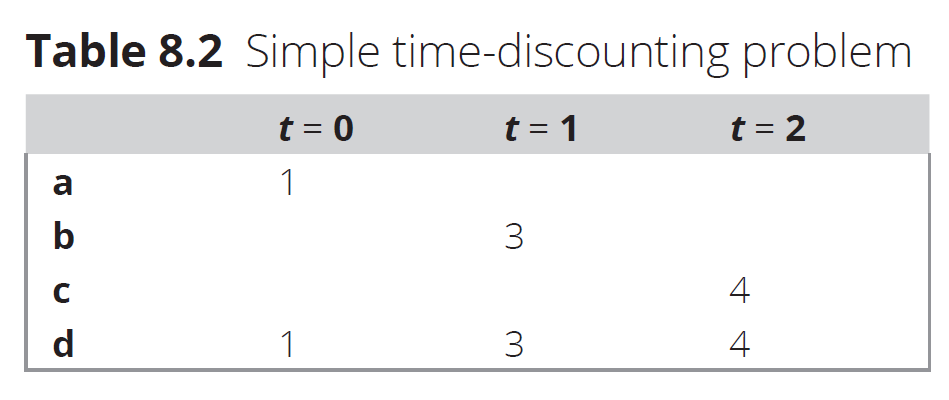 Table 8.2 Simple time-discounting problem
t = 0 t = 1 t = 2
a 1
b 3
c 4
d 1 3 4